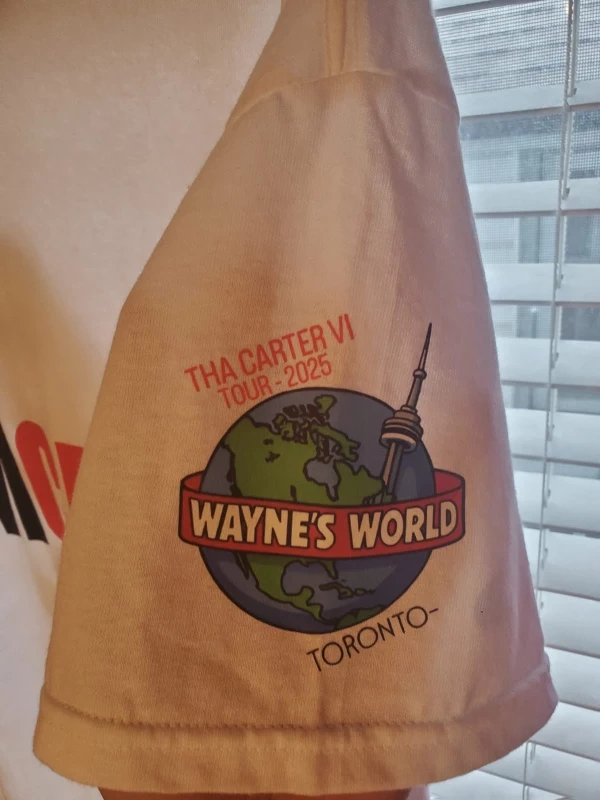 THA CARTER VI
TOUR - 2025
WAYNE'S WORLD
TORONTO-